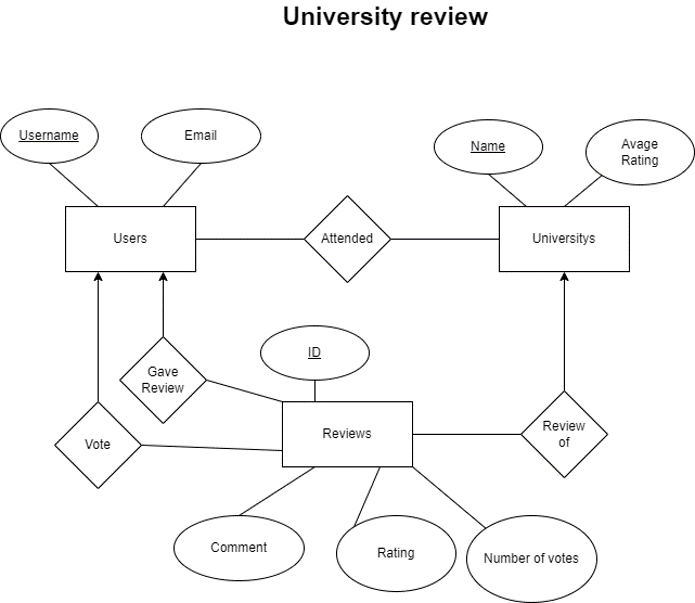 University review
Username
Email
Name
Avage
Rating
Users
Attended
Universitys
ID
Gave
Review
Reviews
Review
of
Vote
Comment
Rating
Number of votes